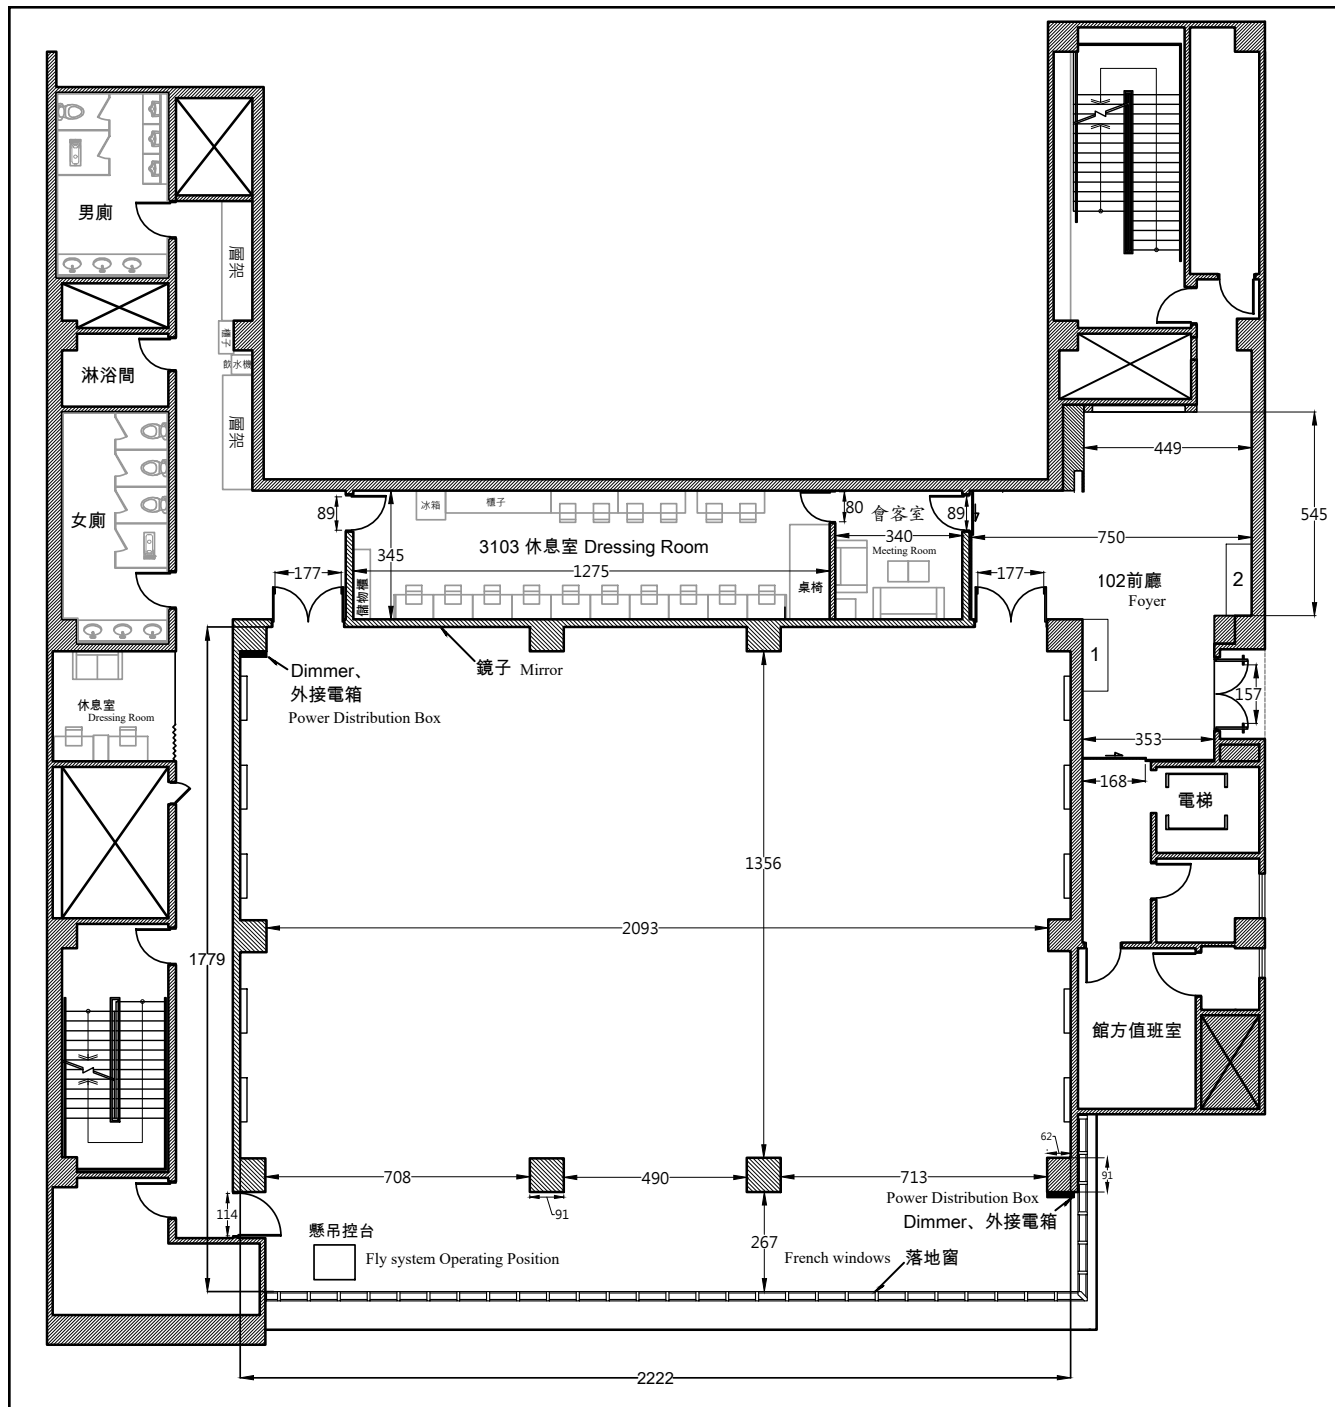 男廁
層架
櫃子
飲水機
淋浴間
層架
女廁
449
545
冰箱
櫃子
89
345
3103 休息室 Dressing Room
1275
儲物櫃
桌椅
80
會客室
89
340
Meeting Room
750
177
177
102前廳
Foyer
2
1
157
353
168
電梯
鏡子 Mirror
Dimmer、
外接電箱
Power Distribution Box
休息室
Dressing Room
1356
2093
1779
館方值班室
708
490
713
62
91
91
114
267
Power Distribution Box
Dimmer、外接電箱
懸吊控台
Fly system Operating Position
French windows 落地窗
2222